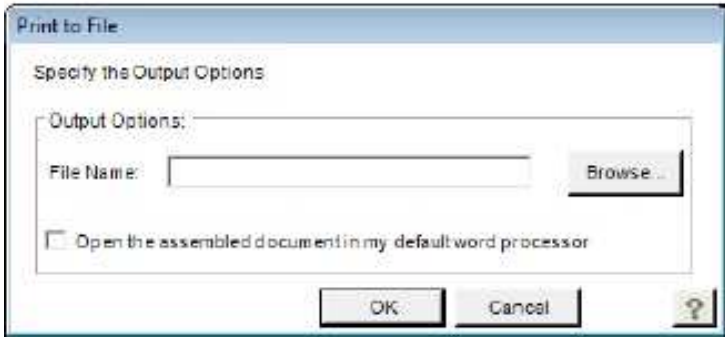 Print to File
Specify the Output Options
Output Options:
File Name:
Browse...
Open the assembled document in my default word processor
OK Cancel ?